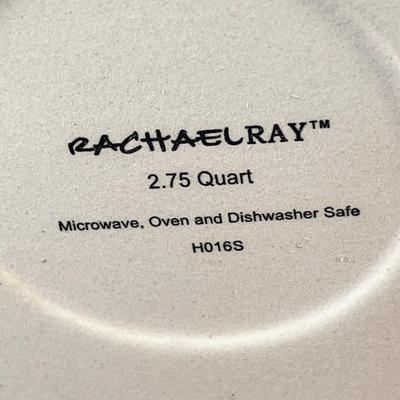 RACHAELRAY™
2.75 Quart
Microwave, Oven and Dishwasher Safe
H016S